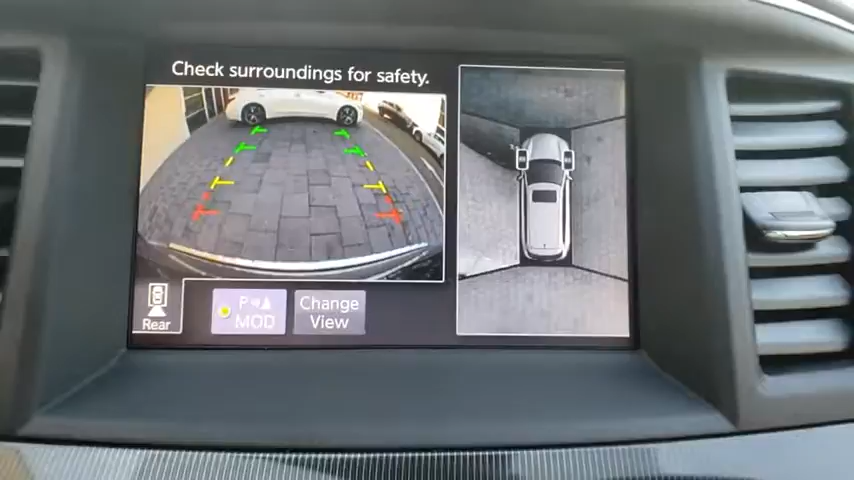 Check surroundings for safety.
Rear
P
MOD
Change
View